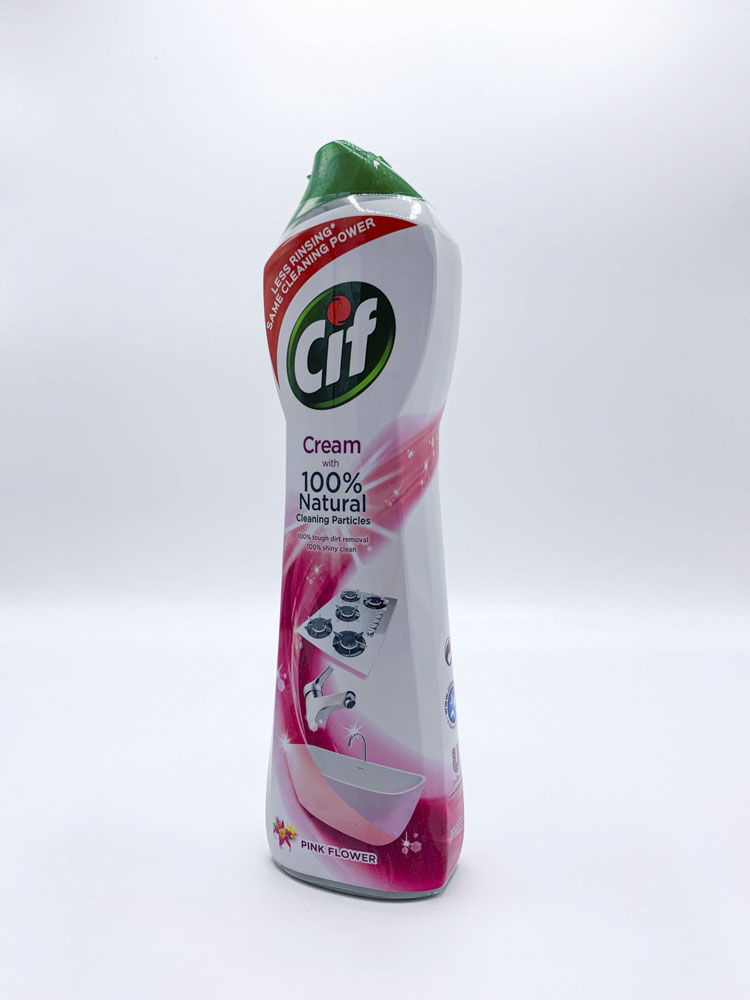 LESS RINSING*
SAME CLEANING POWER
Cif
Cream
with
100%
Natural
Cleaning Particles
100% tough dirt removal
100% shiny clean
PINK FLOWER